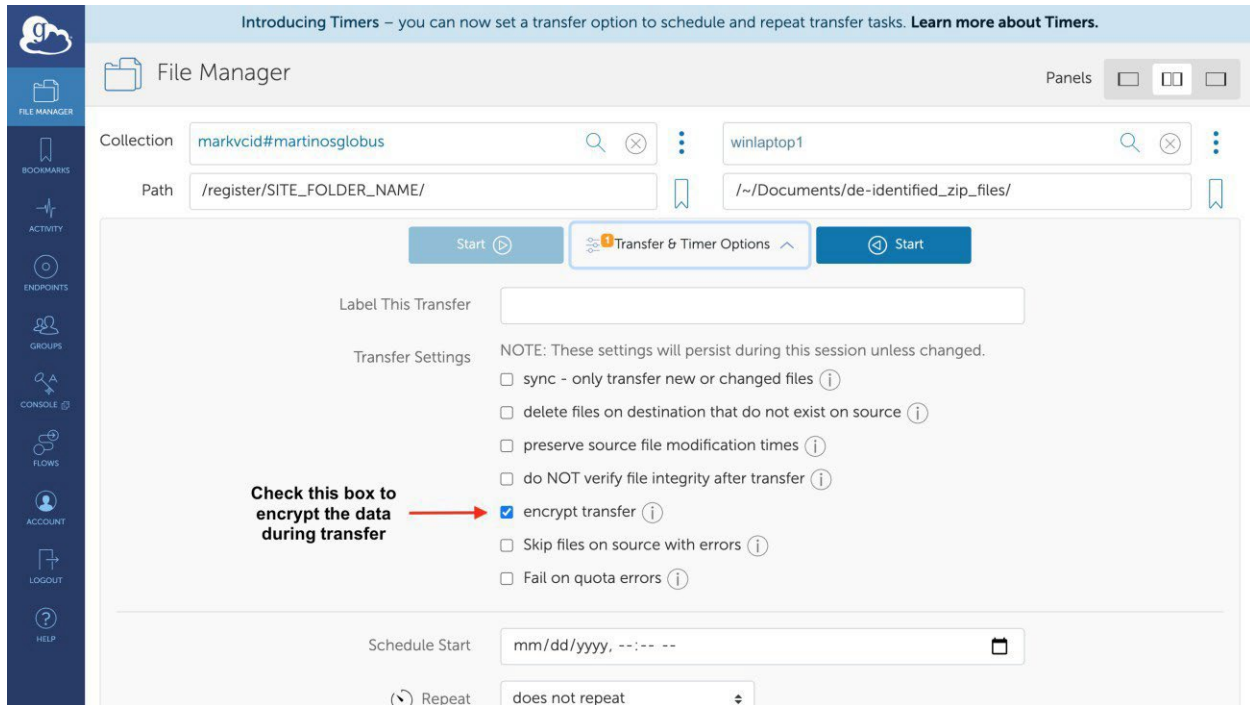 Introducing Timers – you can now set a transfer option to schedule and repeat transfer tasks. Learn more about Timers.
g
File Manager
Panels
FILE MANAGER
BOOKMARKS
ACTIVITY
ENDPOINTS
GROUPS
CONSOLE
FLOWS
ACCOUNT
LOGOUT
HELP
Collection markvcid#martinosglobus winlaptop1
Path /register/SITE_FOLDER_NAME/ /~/Documents/de-identified_zip_files/
Start 1 Transfer & Timer Options Start
Label This Transfer
Transfer Settings NOTE: These settings will persist during this session unless changed.
sync - only transfer new or changed files i
delete files on destination that do not exist on source i
preserve source file modification times i
do NOT verify file integrity after transfer i
Check this box to
encrypt the data
during transfer
encrypt transfer i
Skip files on source with errors i
Fail on quota errors i
Schedule Start mm/dd/yyyy, --:-- --
Repeat does not repeat